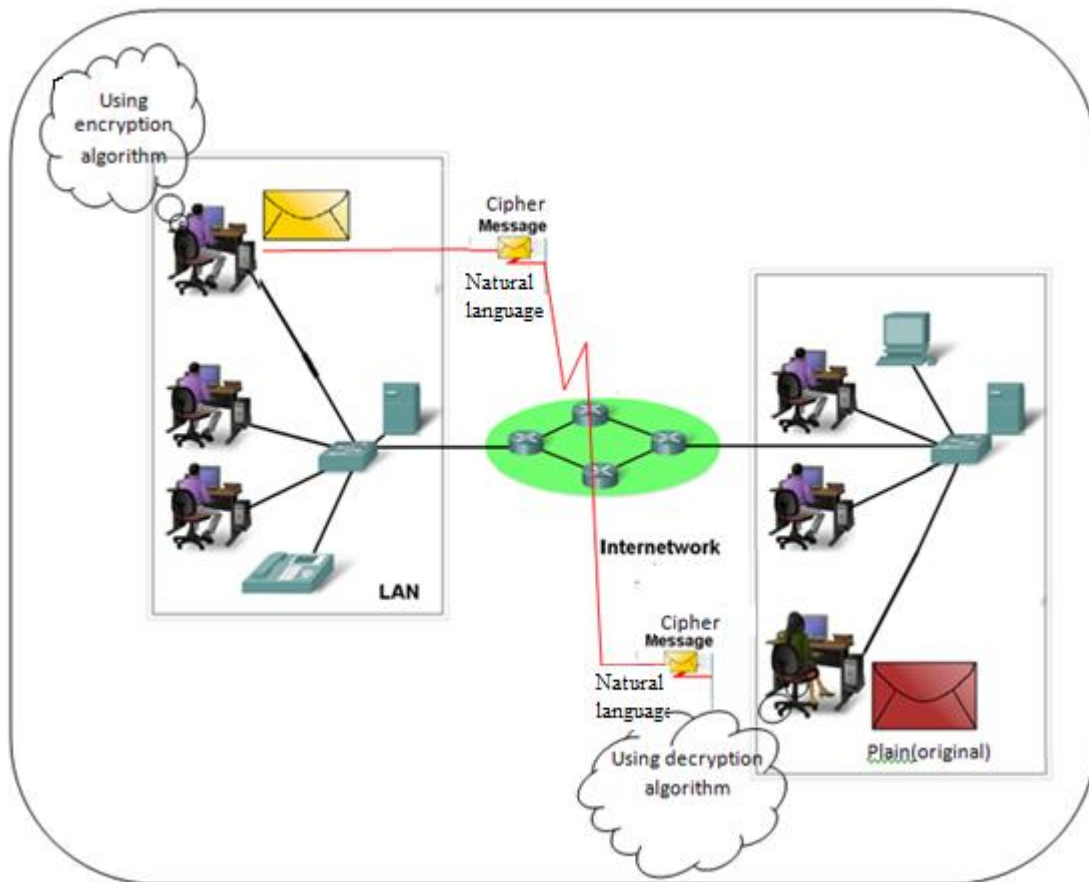 Using
encryption
algorithm
Cipher
Message
Natural
language
LAN
Internetwork
Cipher
Message
Natural
language
Using decryption
algorithm
Plain(original)